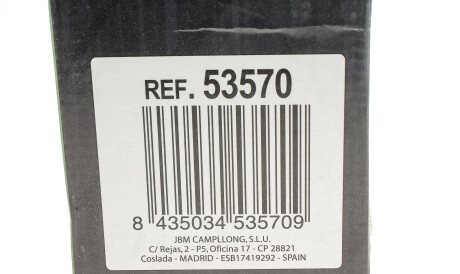 REF. 53570
8 435034 535709
JBM CAMPLLONG, S.L.U.
C/ Rejas, 2 - P5, Oficina 17 - CP 28821
Coslada - MADRID - ESB17419292 - SPAIN